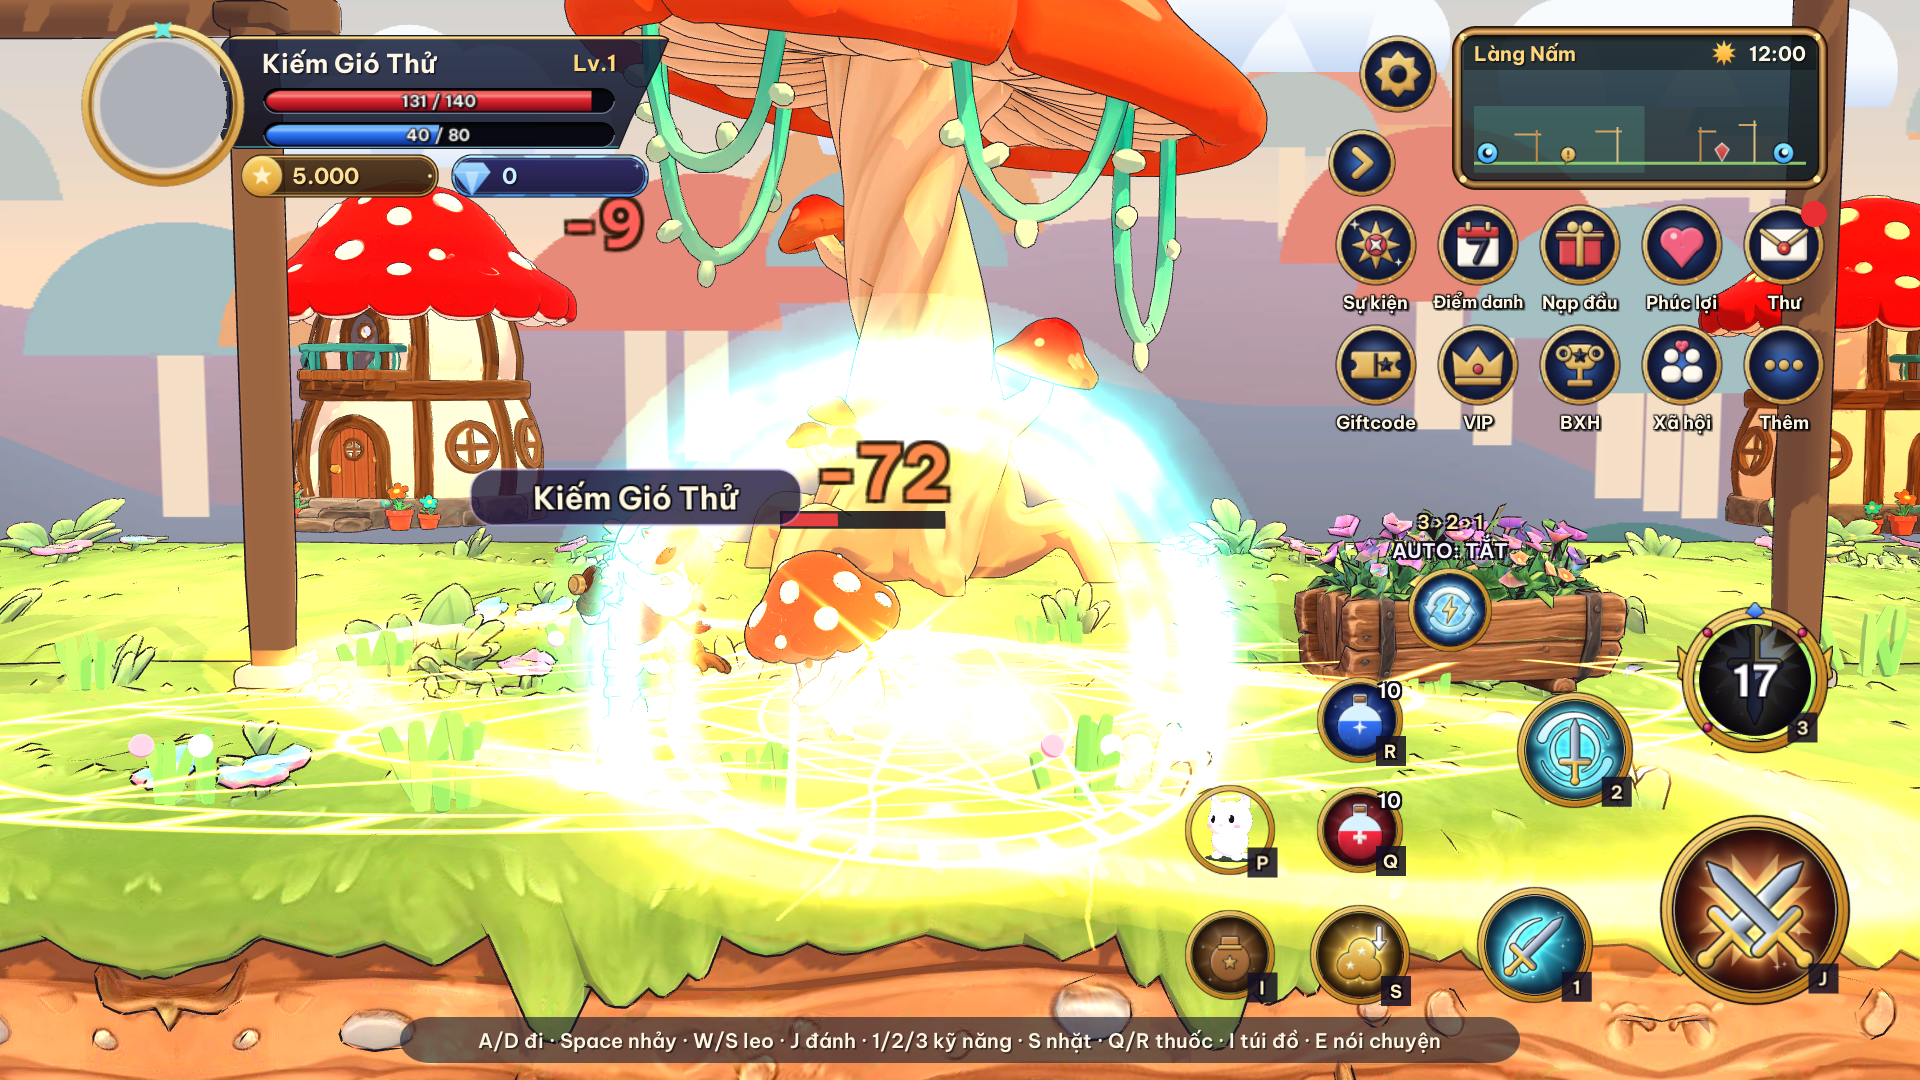 Kiếm Gió Thử
Lv.1
131 / 140
40 / 80
5.000
0
Làng Nấm
12:00
-9
7
Sự kiện
Điểm danh
Nạp đầu
Phúc lợi
Thư
Giftcode
VIP
BXH
Xã hội
Thêm
-72
Kiếm Gió Thử
3>2>1
AUTO: TẮT
17
3
10
R
2
10
Q
P
I
S
1
J
A/D đi · Space nhảy · W/S leo · J đánh · 1/2/3 kỹ năng · S nhặt · Q/R thuốc · I túi đồ · E nói chuyện